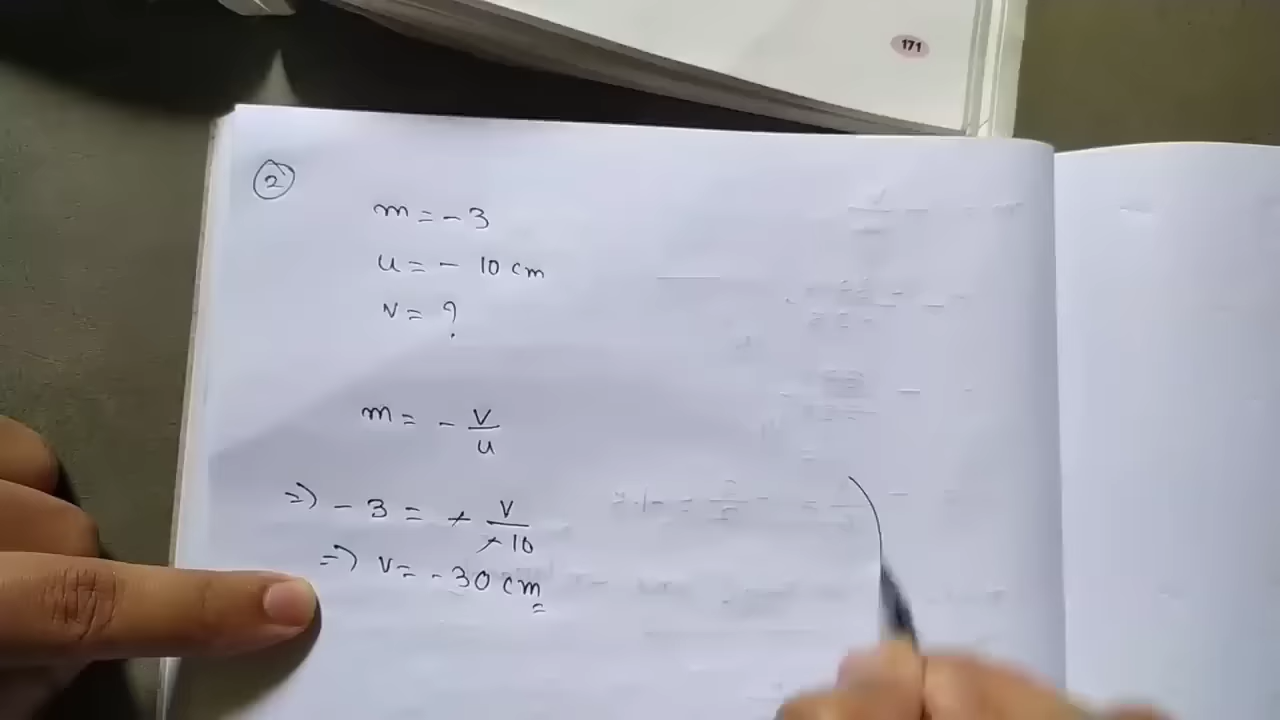 171
2
m = - 3
u = - 10 cm
v = ?
m = - v/u
=) - 3 = - v/-10
=) v = - 30 cm